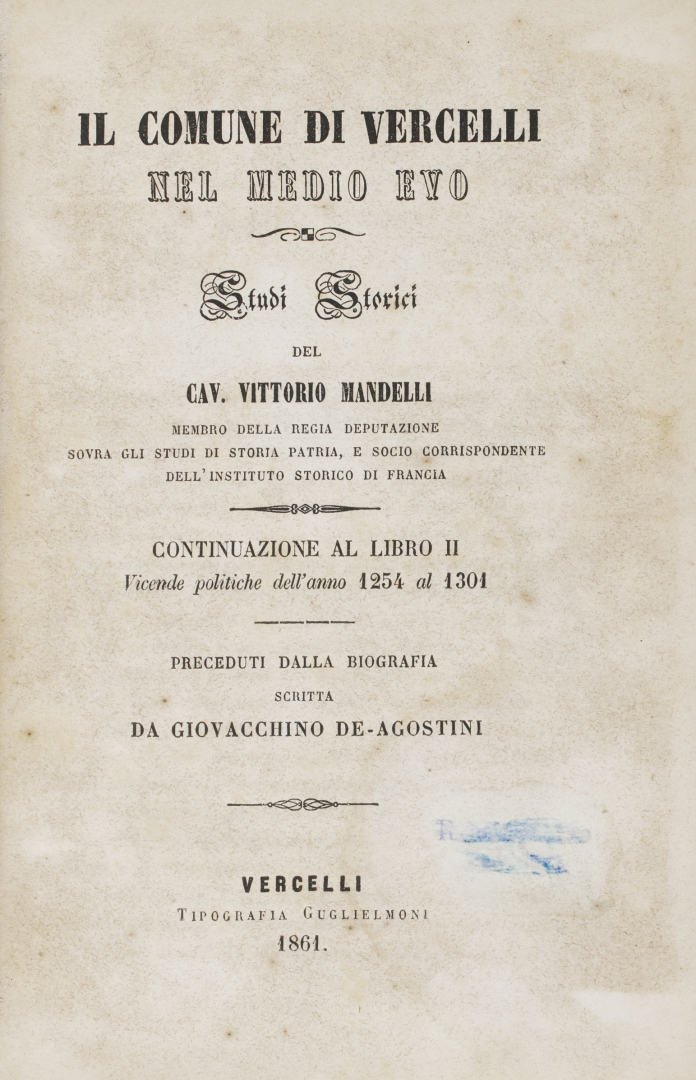 IL COMUNE DI VERCELLI
NEL MEDIO EVO
Studi Storici
DEL
CAV. VITTORIO MANDELLI
MEMBRO DELLA REGIA DEPUTAZIONE
SOVRA GLI STUDI DI STORIA PATRIA, E SOCIO CORRISPONDENTE
DELL'INSTITUTO STORICO DI FRANCIA
CONTINUAZIONE AL LIBRO II
Vicende politiche dell'anno 1254 al 1301
PRECEDUTI DALLA BIOGRAFIA
SCRITTA
DA GIOVACCHINO DE-AGOSTINI
VERCELLI
TIPOGRAFIA GUGLIELMONI
1861.